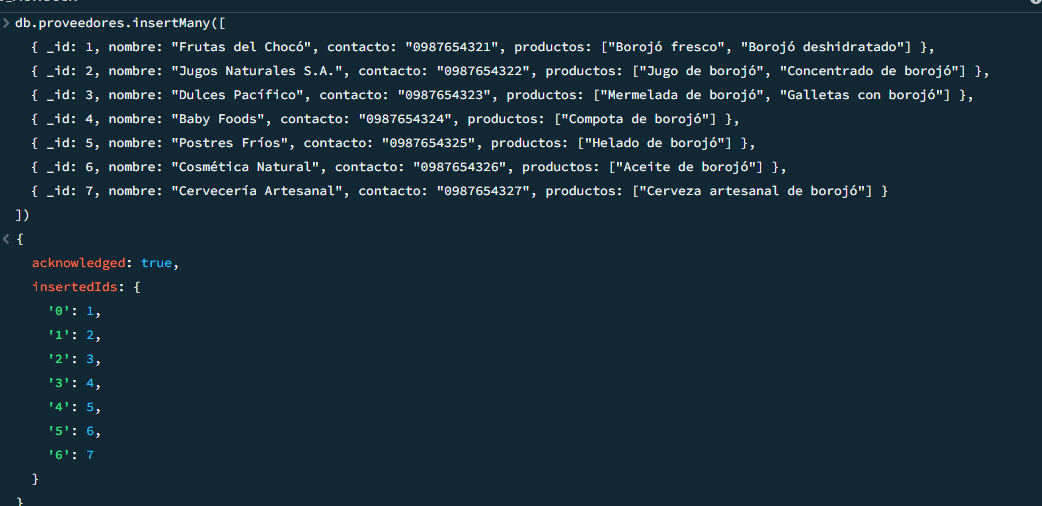 > db.proveedores.insertMany([
{ _id: 1, nombre: "Frutas del Chocó", contacto: "0987654321", productos: ["Borojó fresco", "Borojó deshidratado"] },
{ _id: 2, nombre: "Jugos Naturales S.A.", contacto: "0987654322", productos: ["Jugo de borojó", "Concentrado de borojó"] },
{ _id: 3, nombre: "Dulces Pacífico", contacto: "0987654323", productos: ["Mermelada de borojó", "Galletas con borojó"] },
{ _id: 4, nombre: "Baby Foods", contacto: "0987654324", productos: ["Compota de borojó"] },
{ _id: 5, nombre: "Postres Fríos", contacto: "0987654325", productos: ["Helado de borojó"] },
{ _id: 6, nombre: "Cosmética Natural", contacto: "0987654326", productos: ["Aceite de borojó"] },
{ _id: 7, nombre: "Cervecería Artesanal", contacto: "0987654327", productos: ["Cerveza artesanal de borojó"] }
])
< {
acknowledged: true,
insertedIds: {
'0': 1,
'1': 2,
'2': 3,
'3': 4,
'4': 5,
'5': 6,
'6': 7
}
}